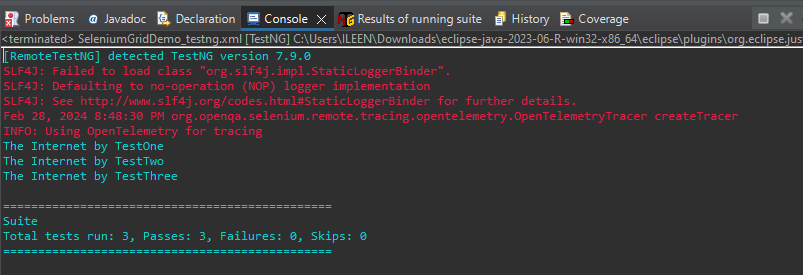 Problems Javadoc Declaration Console Results of running suite History Coverage
<terminated> SeleniumGridDemo_testng.xml [TestNG] C:\Users\ILEEN\Downloads\eclipse-java-2023-06-R-win32-x86_64\eclipse\plugins\org.eclipse.jus
[RemoteTestNG] detected TestNG version 7.9.0
SLF4J: Failed to load class "org.slf4j.impl.StaticLoggerBinder".
SLF4J: Defaulting to no-operation (NOP) logger implementation
SLF4J: See http://www.slf4j.org/codes.html#StaticLoggerBinder for further details.
Feb 28, 2024 8:48:30 PM org.openqa.selenium.remote.tracing.opentelemetry.OpenTelemetryTracer createTracer
INFO: Using OpenTelemetry for tracing
The Internet by TestOne
The Internet by TestTwo
The Internet by TestThree
===============================================
Suite
Total tests run: 3, Passes: 3, Failures: 0, Skips: 0
===============================================